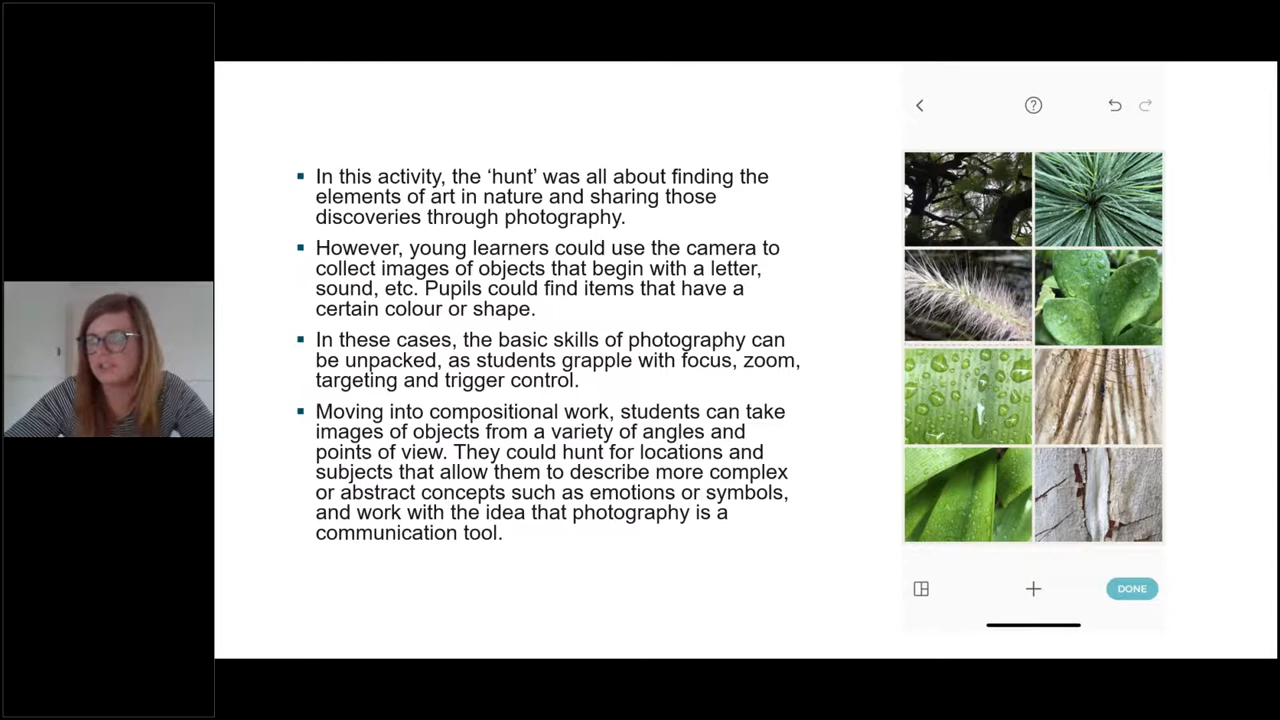 ▪ In this activity, the ‘hunt’ was all about finding the
elements of art in nature and sharing those
discoveries through photography.
▪ However, young learners could use the camera to
collect images of objects that begin with a letter,
sound, etc. Pupils could find items that have a
certain colour or shape.
▪ In these cases, the basic skills of photography can
be unpacked, as students grapple with focus, zoom,
targeting and trigger control.
▪ Moving into compositional work, students can take
images of objects from a variety of angles and
points of view. They could hunt for locations and
subjects that allow them to describe more complex
or abstract concepts such as emotions or symbols,
and work with the idea that photography is a
communication tool.
DONE